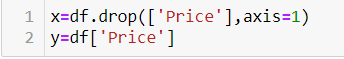 1 x=df.drop(['Price'],axis=1)
2 y=df['Price']